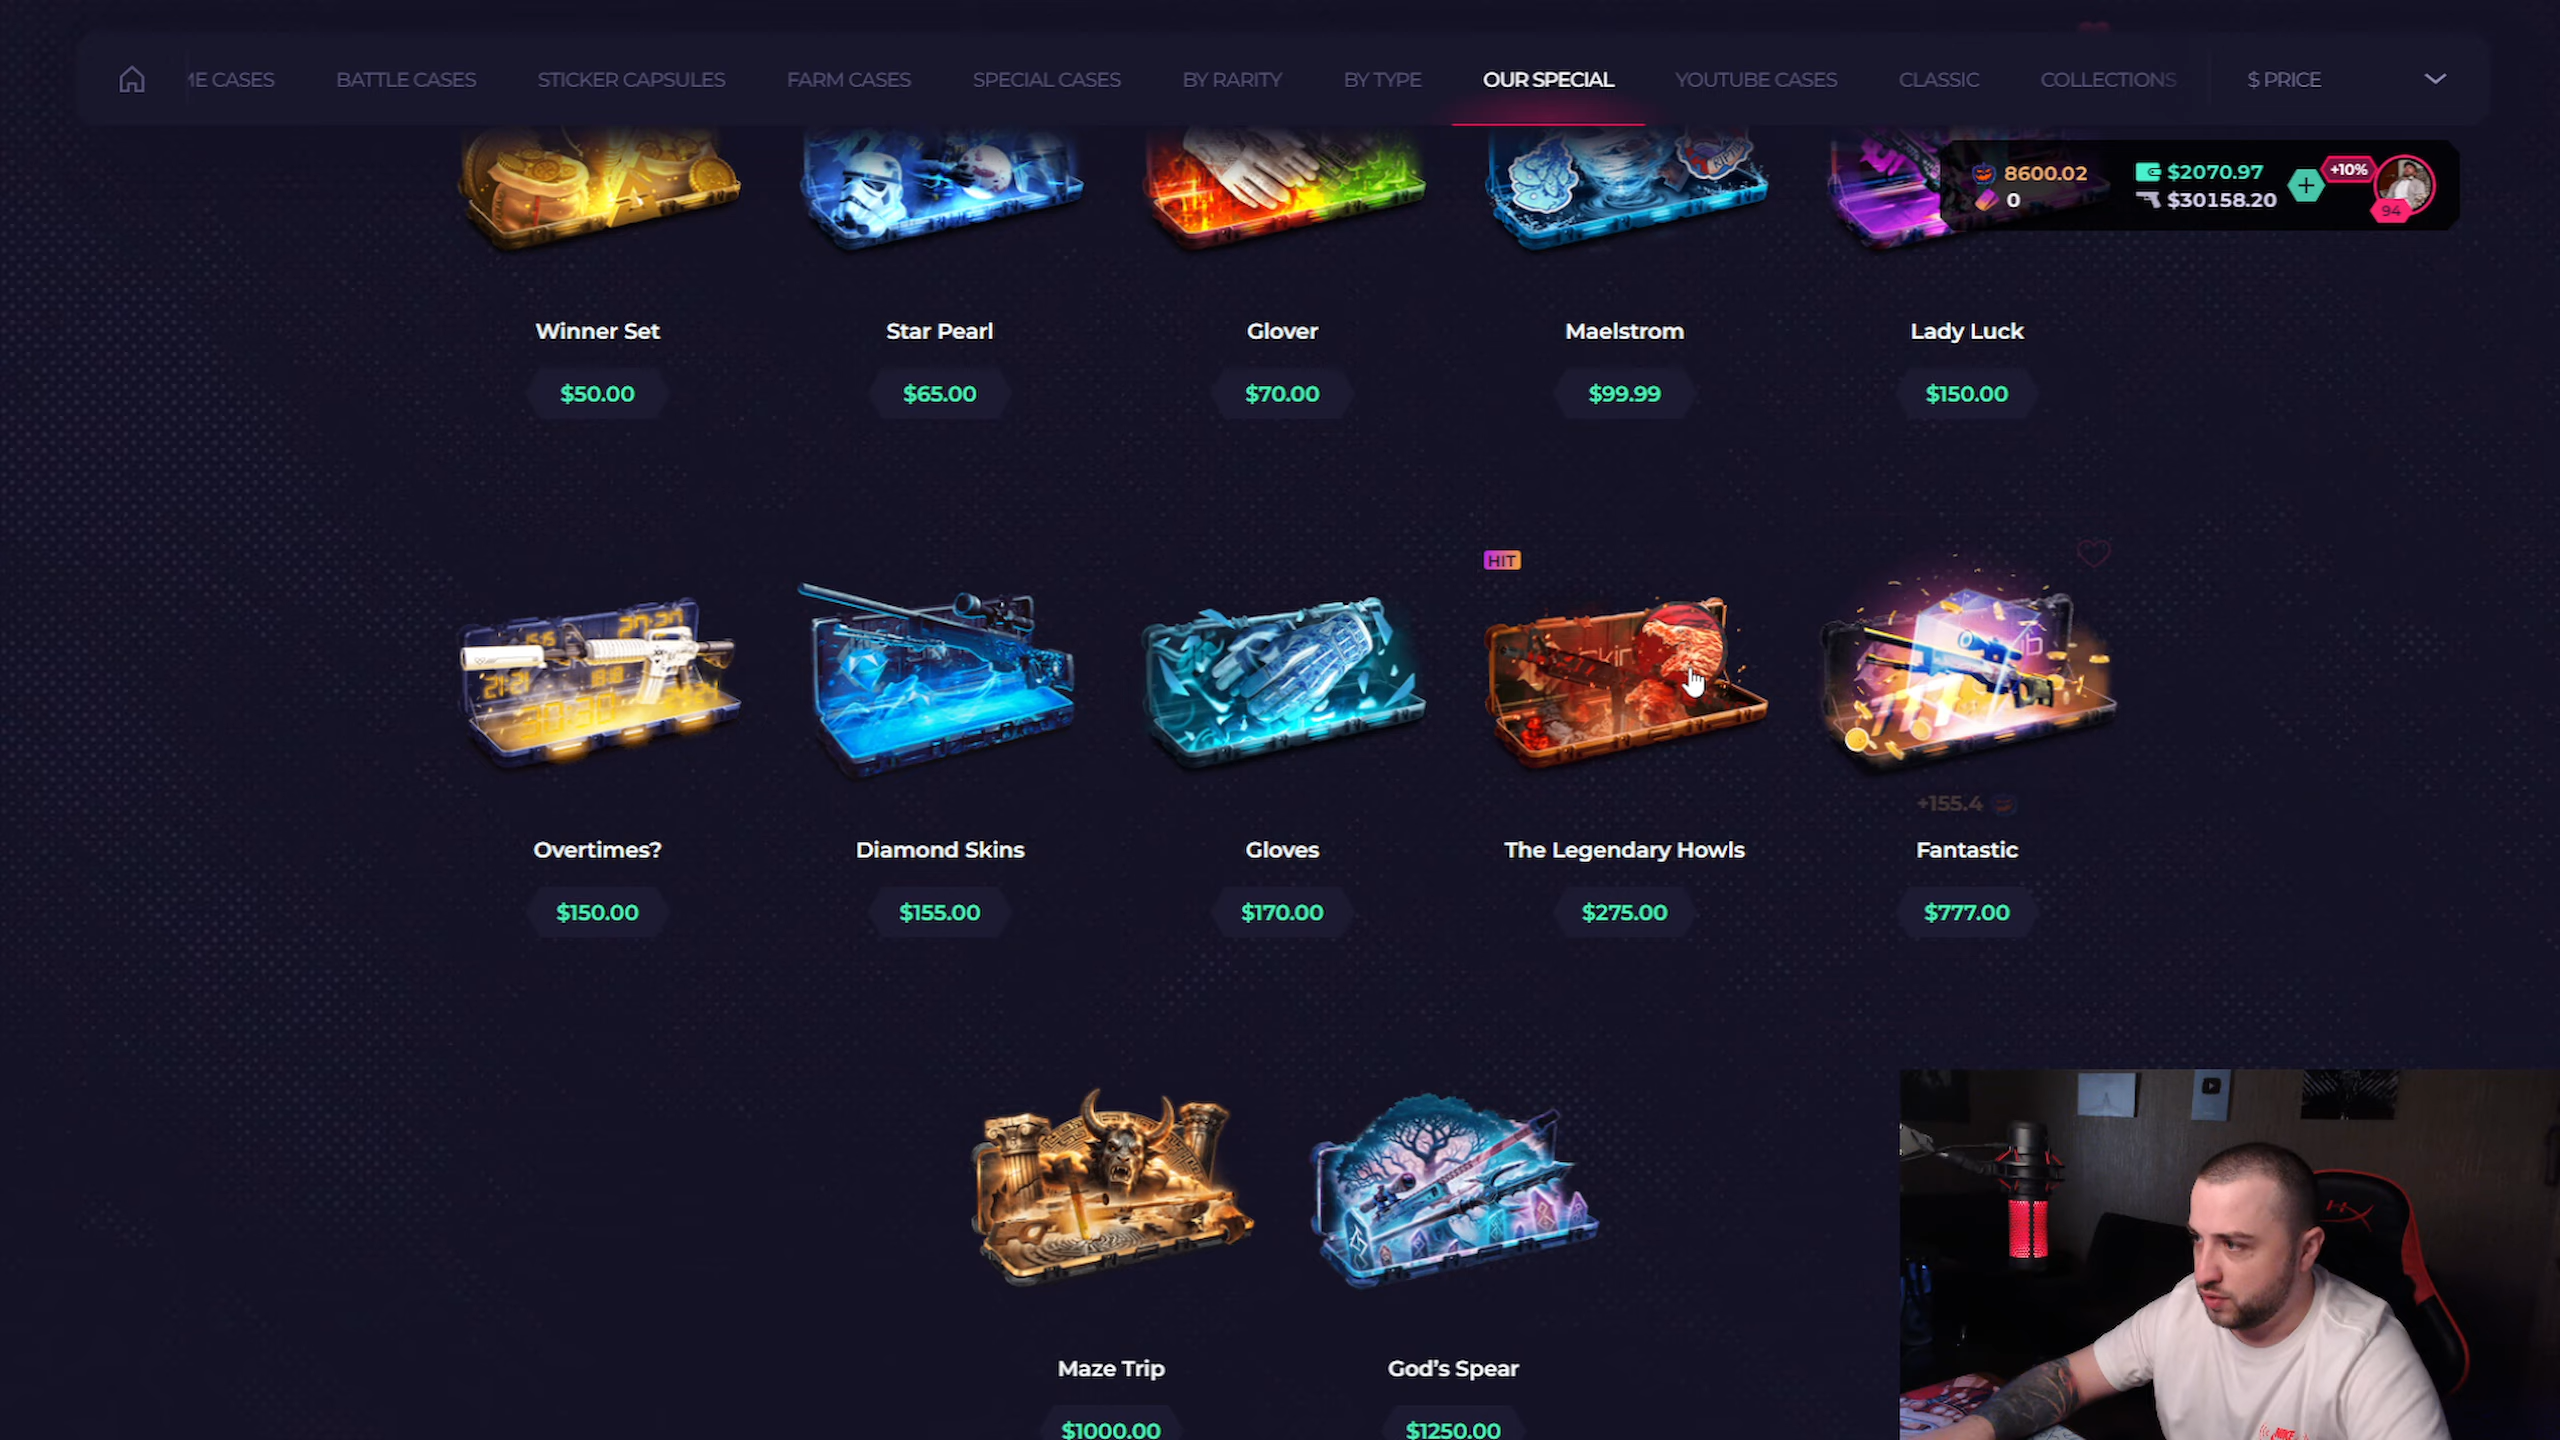 ME CASES BATTLE CASES STICKER CAPSULES FARM CASES SPECIAL CASES BY RARITY BY TYPE OUR SPECIAL YOUTUBE CASES CLASSIC COLLECTIONS $ PRICE
8600.02 $2070.97 +10%
0 $30158.20 94
Winner Set Star Pearl Glover Maelstrom Lady Luck
$50.00 $65.00 $70.00 $99.99 $150.00
HIT
+155.4
Overtimes? Diamond Skins Gloves The Legendary Howls Fantastic
$150.00 $155.00 $170.00 $275.00 $777.00
Maze Trip God's Spear
$1000.00 $1250.00